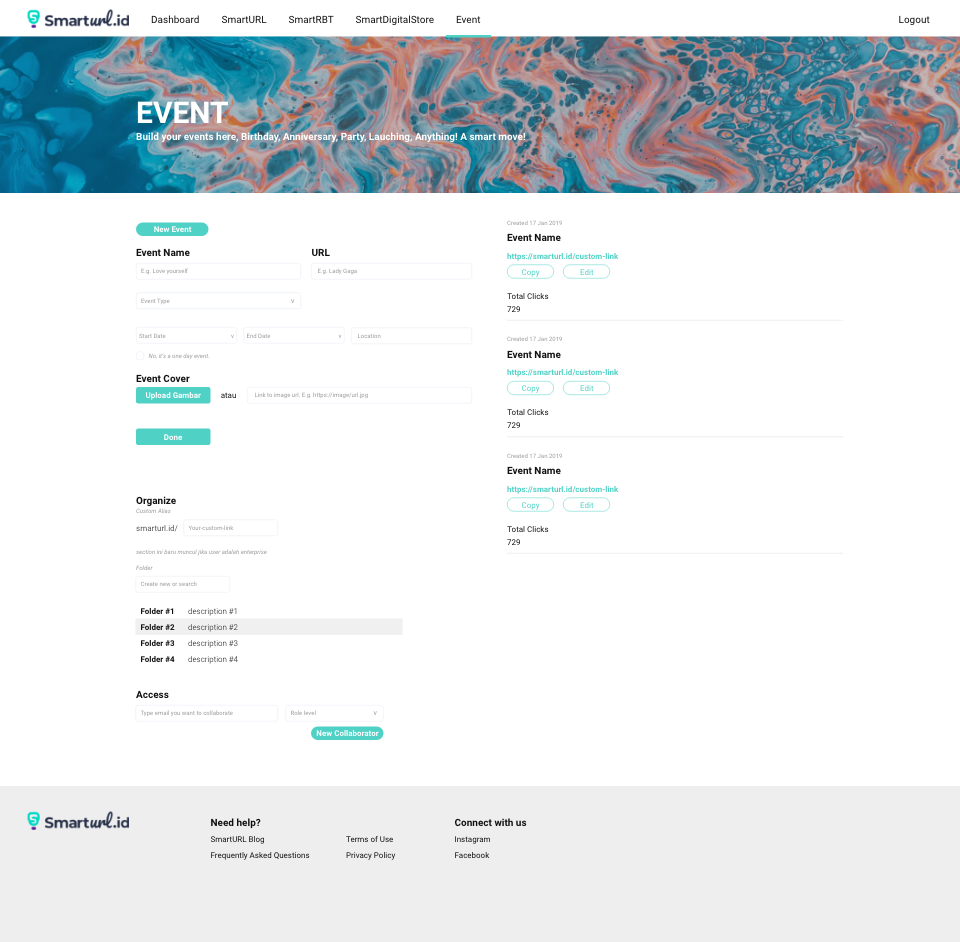 Smarturl.id
Dashboard SmartURL SmartRBT SmartDigitalStore Event Logout
EVENT
Build your events here, Birthday, Anniversary, Party, Lauching, Anything! A smart move!
New Event
Event Name URL
E.g. Love yourself E.g. Lady Gaga
Event Type v
Start Date v End Date v Location
No, it's a one day event.
Event Cover
Upload Gambar atau Link to image url. E.g. https://image/url.jpg
Done
Organize
Custom Alias
smarturl.id/ Your-custom-link
section ini baru muncul jika user adalah enterprise
Folder
Create new or search
Folder #1 description #1
Folder #2 description #2
Folder #3 description #3
Folder #4 description #4
Access
Type email you want to collaborate Role level v
New Collaborator
Created 17 Jan 2019
Event Name
https://smarturl.id/custom-link
Copy Edit
Total Clicks
729
Created 17 Jan 2019
Event Name
https://smarturl.id/custom-link
Copy Edit
Total Clicks
729
Created 17 Jan 2019
Event Name
https://smarturl.id/custom-link
Copy Edit
Total Clicks
729
Smarturl.id
Need help? Connect with us
SmartURL Blog Terms of Use Instagram
Frequently Asked Questions Privacy Policy Facebook